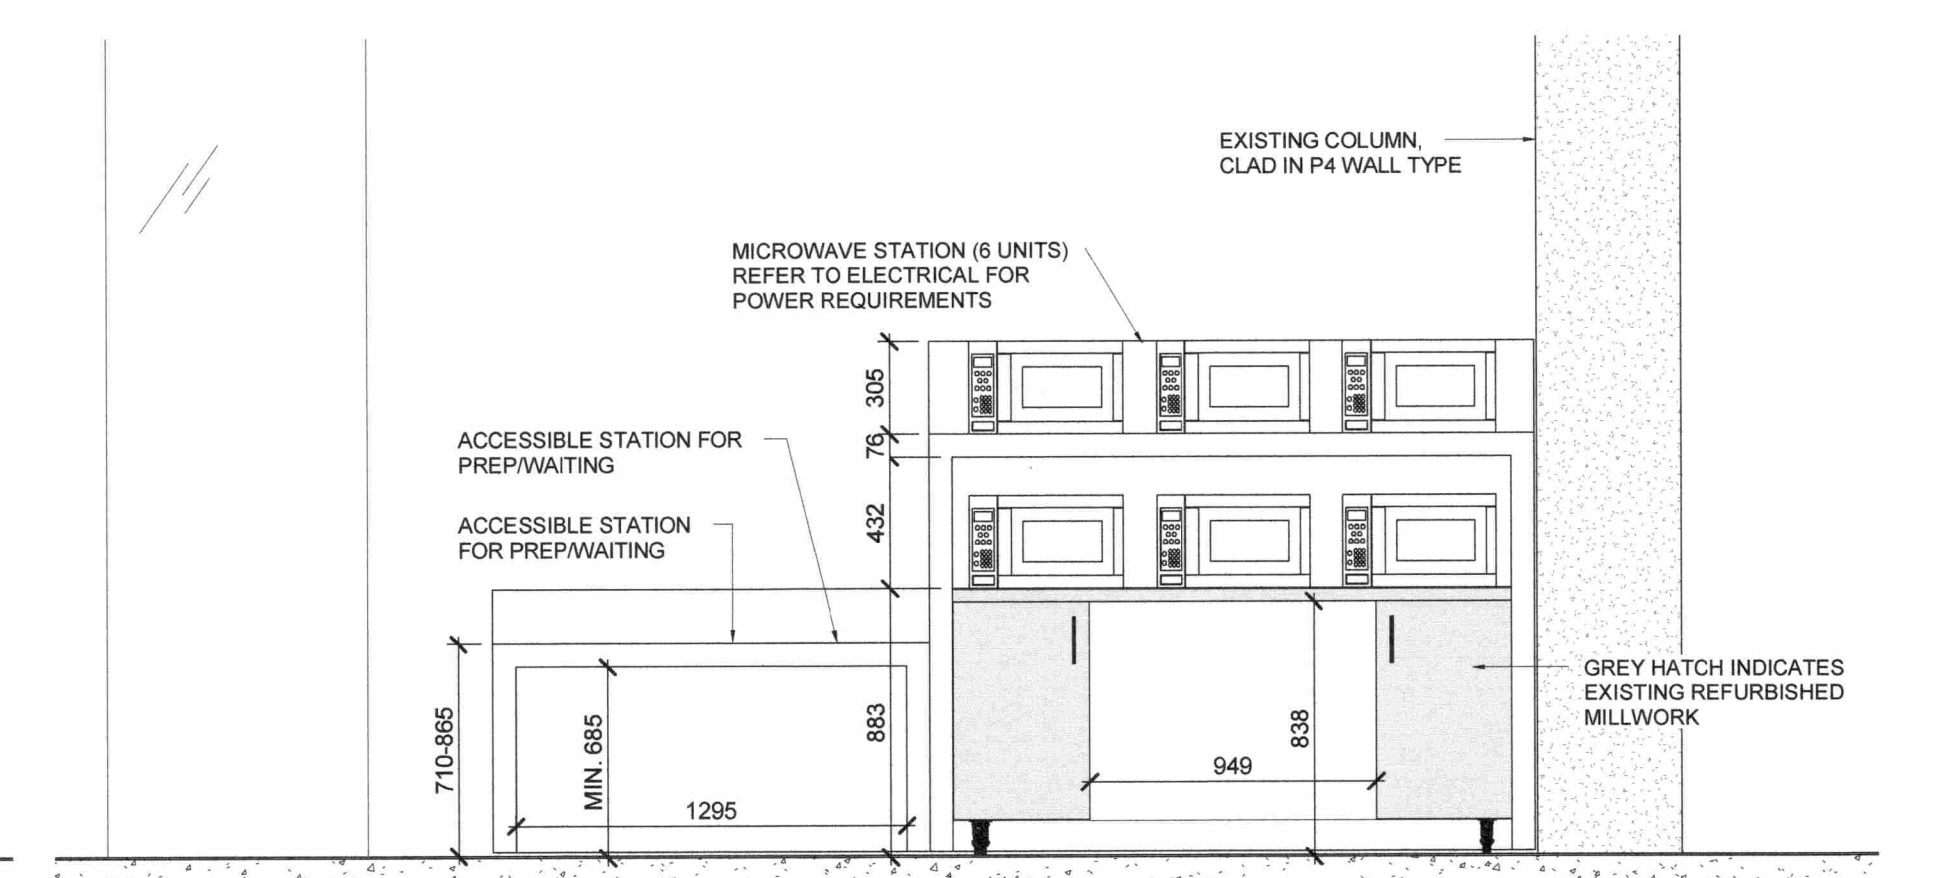 EXISTING COLUMN,
CLAD IN P4 WALL TYPE
MICROWAVE STATION (6 UNITS)
REFER TO ELECTRICAL FOR
POWER REQUIREMENTS
305
76
432
ACCESSIBLE STATION FOR
PREP/WAITING
ACCESSIBLE STATION
FOR PREP/WAITING
GREY HATCH INDICATES
EXISTING REFURBISHED
MILLWORK
710-865
MIN. 685
883
838
949
1295